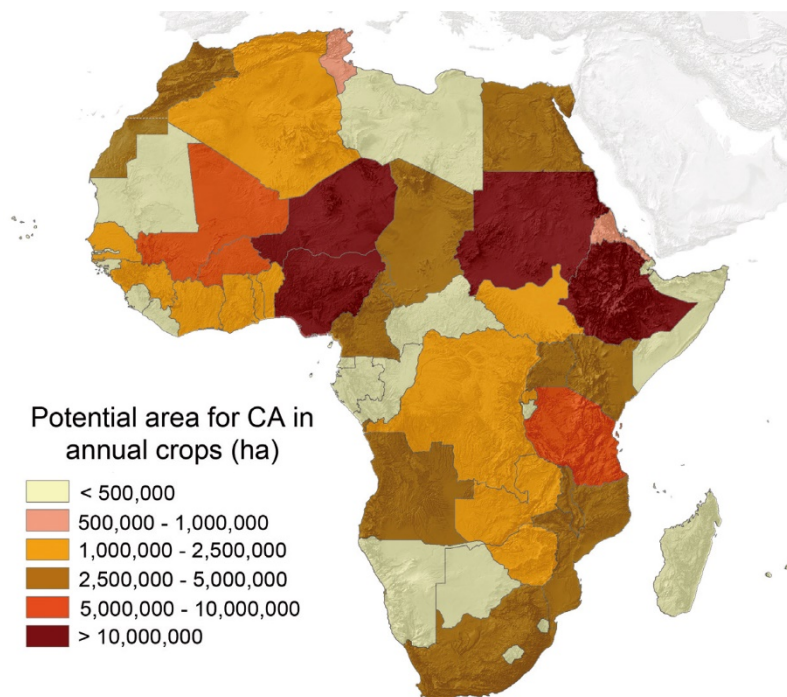 Potential area for CA in
annual crops (ha)
< 500,000
500,000 - 1,000,000
1,000,000 - 2,500,000
2,500,000 - 5,000,000
5,000,000 - 10,000,000
> 10,000,000